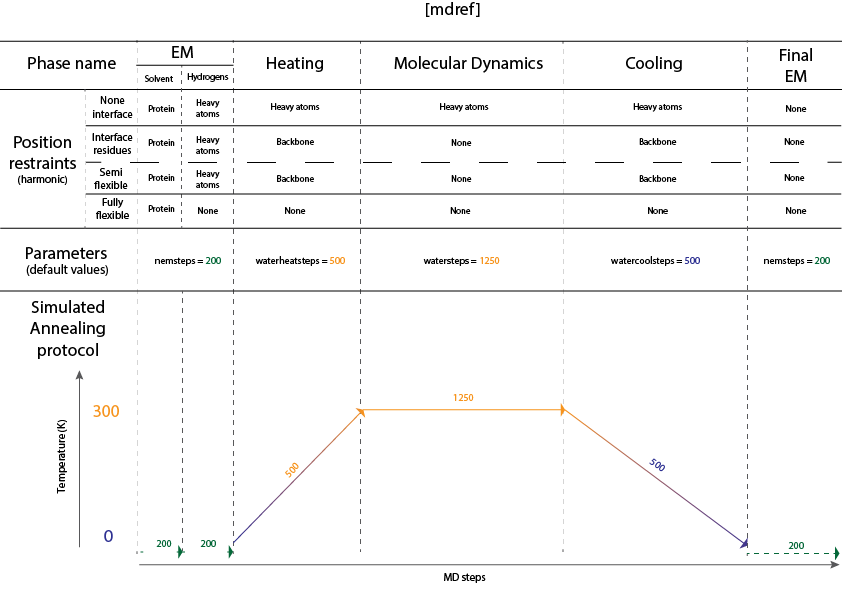 [mdref]
Phase name
EM
Solvent
Hydrogens
Heating
Molecular Dynamics
Cooling
Final
EM
Position
restraints
(harmonic)
None
interface
Protein
Heavy
atoms
Heavy atoms
Heavy atoms
Heavy atoms
None
Interface
residues
Protein
Heavy
atoms
Backbone
None
Backbone
None
Semi
flexible
Protein
Heavy
atoms
Backbone
None
Backbone
None
Fully
flexible
Protein
None
None
None
None
None
Parameters
(default values)
nemsteps = 200
waterheatsteps = 500
watersteps = 1250
watercoolsteps = 500
nemsteps = 200
Simulated
Annealing
protocol
Temperature (K)
300
0
200
200
500
1250
500
200
MD steps